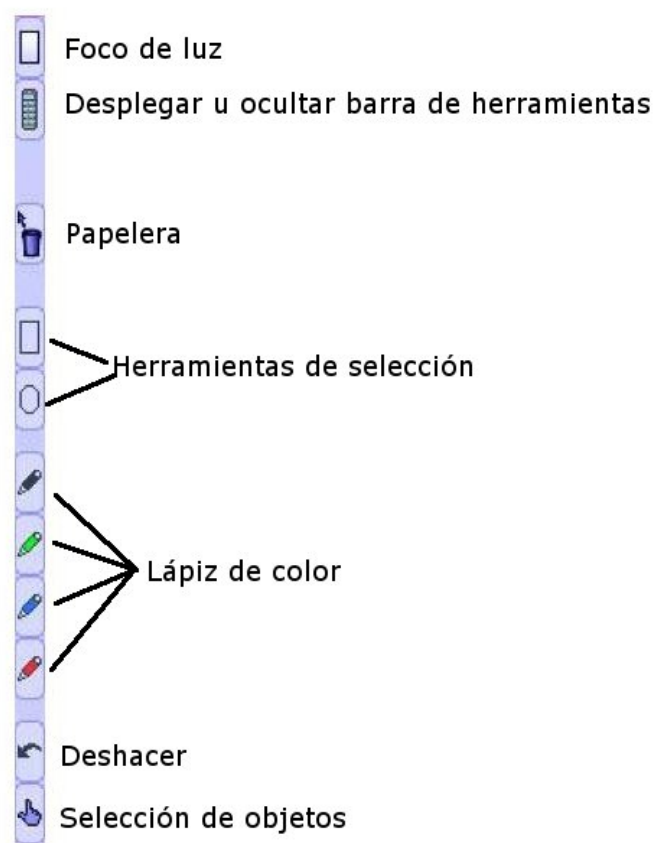 Foco de luz
Desplegar u ocultar barra de herramientas
Papelera
Herramientas de selección
Lápiz de color
Deshacer
Selección de objetos